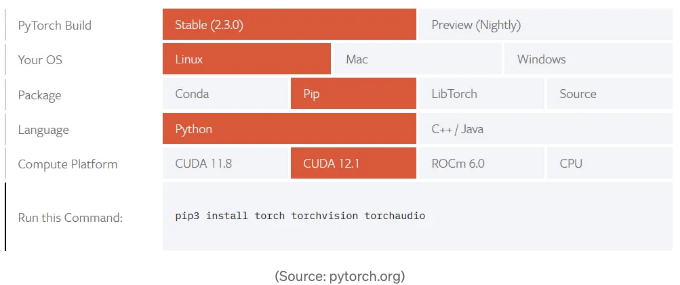 PyTorch Build Stable (2.3.0) Preview (Nightly)
Your OS Linux Mac Windows
Package Conda Pip LibTorch Source
Language Python C++ / Java
Compute Platform CUDA 11.8 CUDA 12.1 ROCm 6.0 CPU
Run this Command: pip3 install torch torchvision torchaudio
(Source: pytorch.org)